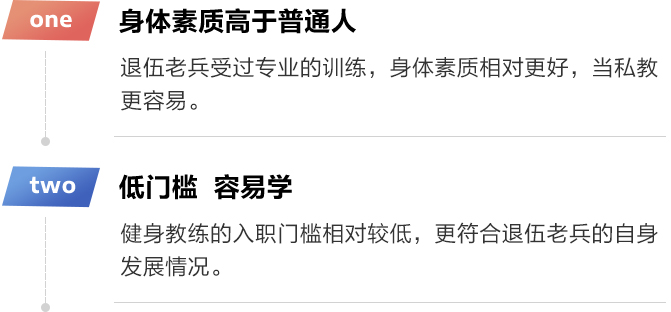 one 身体素质高于普通人
退伍老兵受过专业的训练，身体素质相对更好，当私教
更容易。
two 低门槛 容易学
健身教练的入职门槛相对较低，更符合退伍老兵的自身
发展情况。